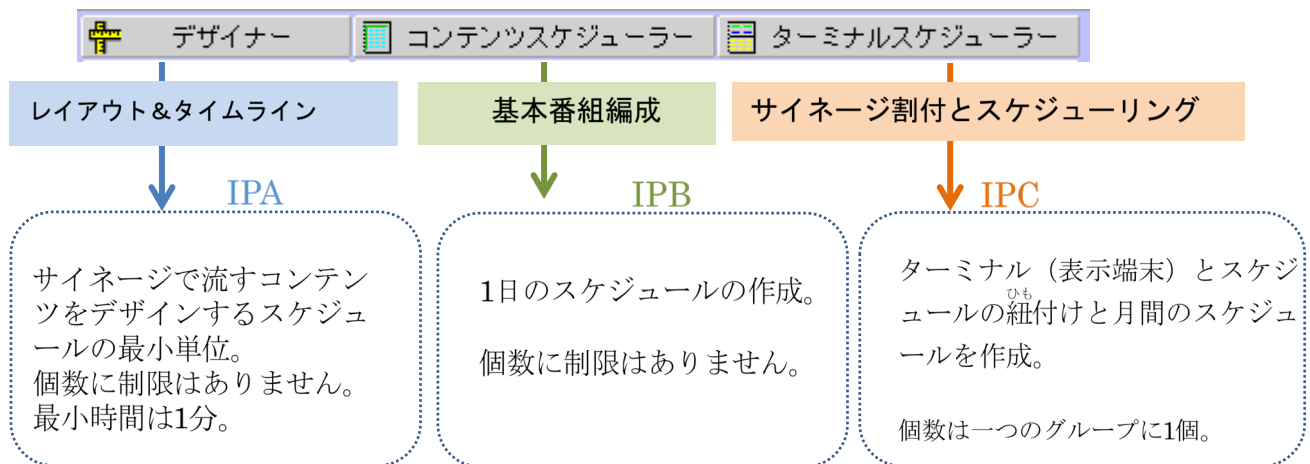 デザイナー
コンテンツスケジューラー
ターミナルスケジューラー
レイアウト＆タイムライン
基本番組編成
サイネージ割付とスケジューリング
IPA
IPB
IPC
サイネージで流すコンテン
ツをデザインするスケジュ
ールの最小単位。
個数に制限はありません。
最小時間は1分。
1日のスケジュールの作成。
個数に制限はありません。
ターミナル（表示端末）とスケジ
ひも
ュールの紐付けと月間のスケジュ
ールを作成。
個数は一つのグループに1個。